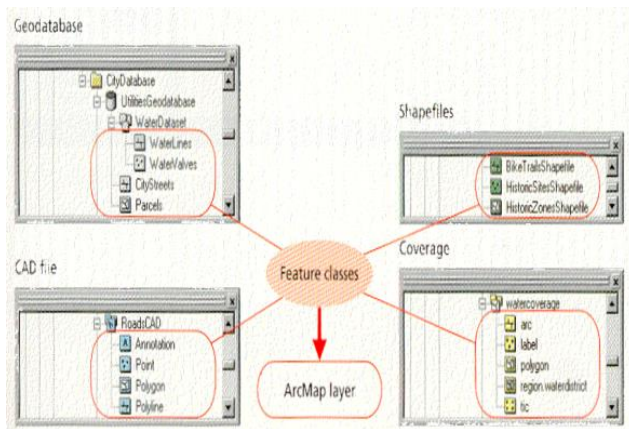 Geodatabase
CityDatabase
UtilitiesGeodatabase
WaterDataset
WaterLines
WaterValves
CityStreets
Parcels
Shapefiles
BikeTrailsShapefile
HistoricSitesShapefile
HistoricZonesShapefile
CAD file
RoadsCAD
A Annotation
Point
Polygon
Polyline
Feature classes
ArcMap layer
Coverage
watercoverage
arc
label
polygon
region.waterdistrict
tic